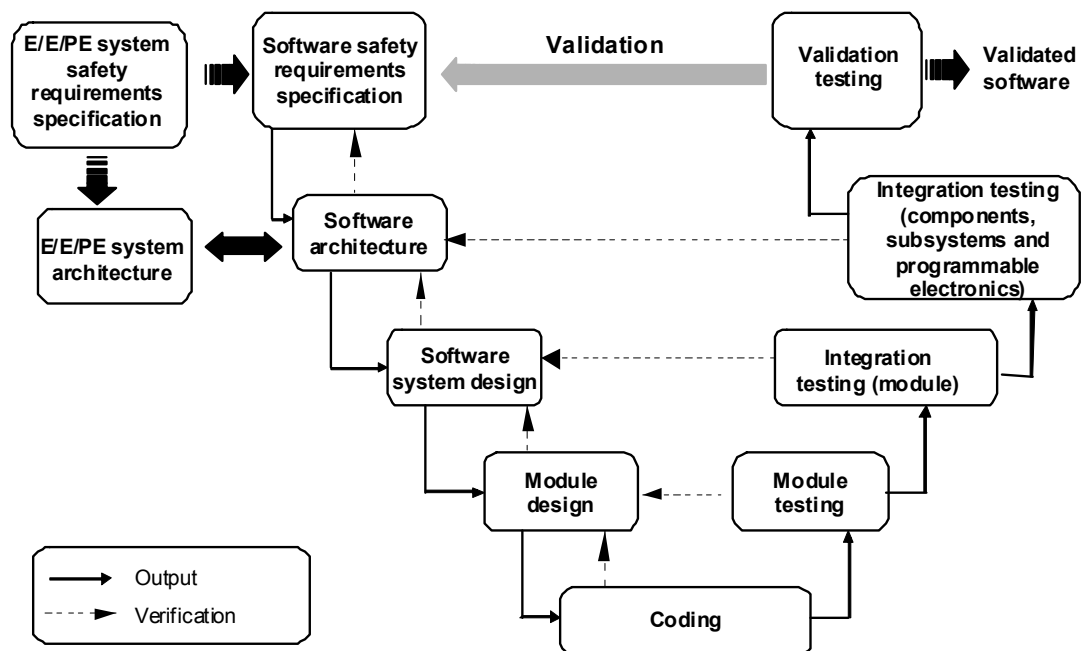 E/E/PE system
safety
requirements
specification
Software safety
requirements
specification
Validation
Validation
testing
Validated
software
E/E/PE system
architecture
Software
architecture
Integration testing
(components,
subsystems and
programmable
electronics)
Software
system design
Integration
testing (module)
Module
design
Module
testing
Coding
Output
Verification